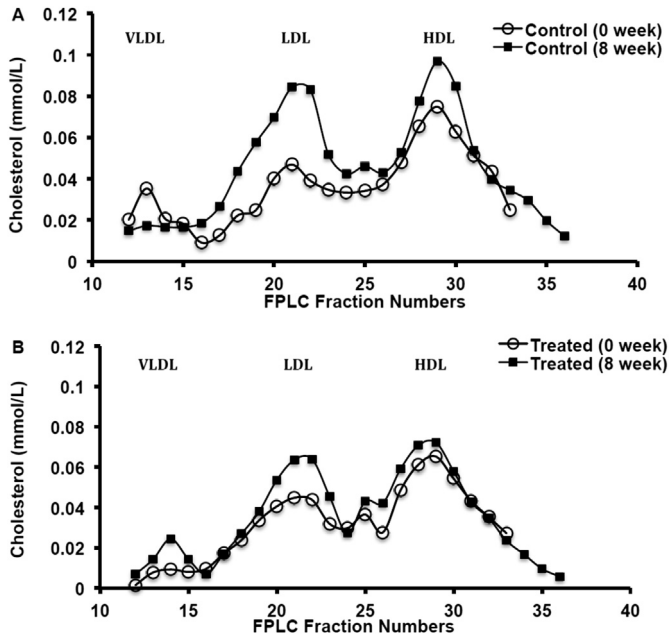 A
Control (0 week)
Control (8 week)
VLDL
LDL
HDL
Cholesterol (mmol/L)
0.12
0.1
0.08
0.06
0.04
0.02
0
10
15
20
25
30
35
40
FPLC Fraction Numbers
B
Treated (0 week)
Treated (8 week)
VLDL
LDL
HDL
Cholesterol (mmol/L)
0.12
0.1
0.08
0.06
0.04
0.02
0
10
15
20
25
30
35
40
FPLC Fraction Numbers